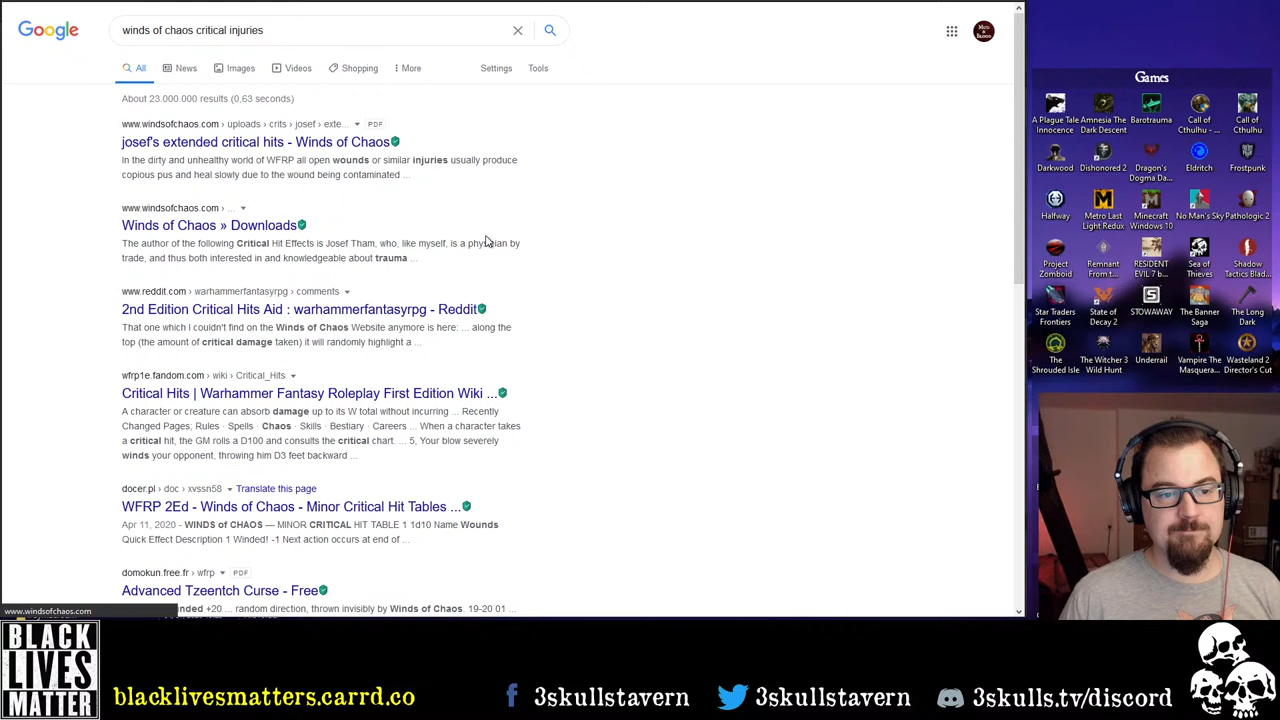 Google
winds of chaos critical injuries
All
News
Images
Videos
Shopping
More
Settings
Tools
About 23.000.000 results (0,63 seconds)
www.windsofchaos.com › uploads › crits › josef › exte... PDF
josef's extended critical hits - Winds of Chaos
In the dirty and unhealthy world of WFRP all open wounds or similar injuries usually produce
copious pus and heal slowly due to the wound being contaminated ...
www.windsofchaos.com › ...
Winds of Chaos » Downloads
The author of the following Critical Hit Effects is Josef Tham, who, like myself, is a physician by
trade, and thus both interested in and knowledgeable about trauma ...
www.reddit.com › warhammerfantasyrpg › comments
2nd Edition Critical Hits Aid : warhammerfantasyrpg - Reddit
That one which I couldn't find on the Winds of Chaos Website anymore is here: ... along the
top (the amount of critical damage taken) it will randomly highlight a ...
wfrp1e.fandom.com › wiki › Critical_Hits
Critical Hits | Warhammer Fantasy Roleplay First Edition Wiki ...
A character or creature can absorb damage up to its W total without incurring ... Recently
Changed Pages; Rules · Spells · Chaos · Skills · Bestiary · Careers ... When a character takes
a critical hit, the GM rolls a D100 and consults the critical chart. ... 5, Your blow severely
winds your opponent, throwing him D3 feet backward ...
docer.pl › doc › xvssn58 Translate this page
WFRP 2Ed - Winds of Chaos - Minor Critical Hit Tables ...
Apr 11, 2020 - WINDS of CHAOS — MINOR CRITICAL HIT TABLE 1 1d10 Name Wounds
Quick Effect Description 1 Winded! -1 Next action occurs at end of ...
domokun.free.fr › wfrp PDF
Advanced Tzeentch Curse - Free
+20 ... random direction, thrown invisibly by Winds of Chaos. 19-20 01 ...
www.windsofchaos.com
Games
A Plague Tale Innocence
Amnesia The Dark Descent
Barotrauma
Call of Cthulhu - ...
Call of Cthulhu
Darkwood
Dishonored 2
Dragon's Dogma Da...
Eldritch
Frostpunk
Halfway
Metro Last Light Redux
Minecraft Windows 10
No Man's Sky
Pathologic 2
Project Zomboid
Remnant From t...
RESIDENT EVIL 7 b...
Sea of Thieves
Shadow Tactics Blad...
Star Traders Frontiers
State of Decay 2
STOWAWAY
The Banner Saga
The Long Dark
The Shrouded Isle
The Witcher 3 Wild Hunt
Underrail
Vampire The Masquera...
Wasteland 2 Director's Cut
BLACK
LIVES
MATTER
blacklivesmatters.carrd.co
3skullstavern
3skullstavern
3skulls.tv/discord